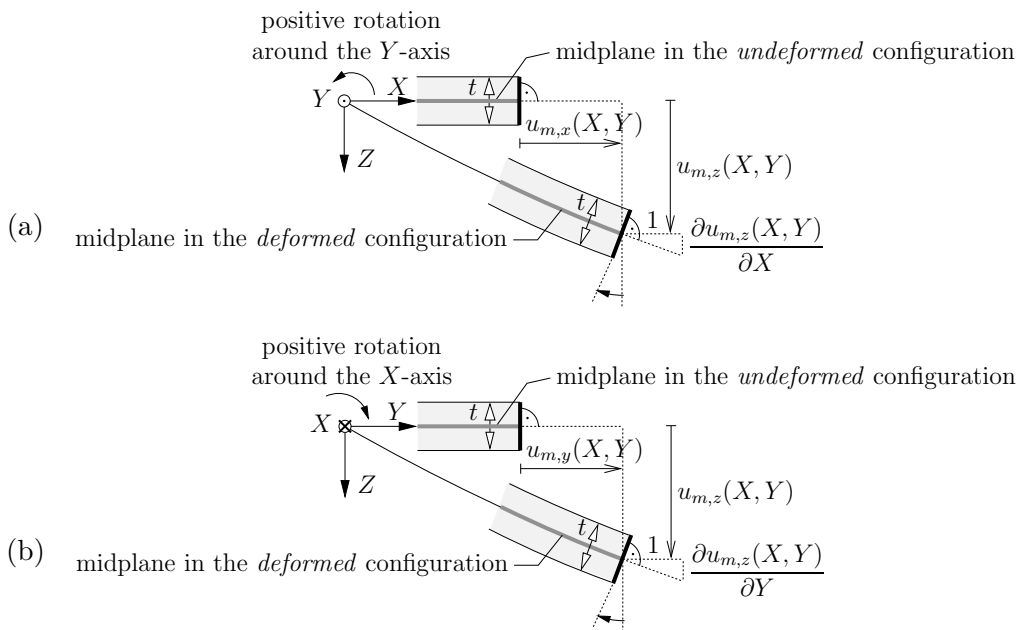 positive rotation
around the Y-axis
midplane in the undeformed configuration
Y
X
t
u_{m,x}(X, Y)
Z
u_{m,z}(X, Y)
(a)
t
1
midplane in the deformed configuration
∂u_{m,z}(X, Y)
∂X
positive rotation
around the X-axis
midplane in the undeformed configuration
X
Y
t
u_{m,y}(X, Y)
Z
u_{m,z}(X, Y)
(b)
t
1
midplane in the deformed configuration
∂u_{m,z}(X, Y)
∂Y